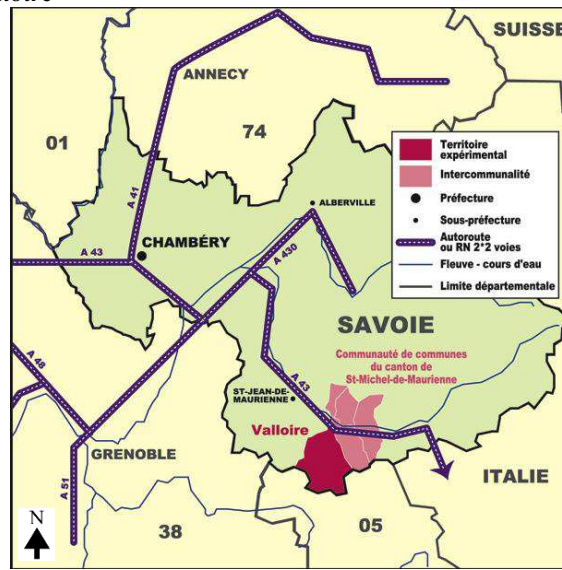 SUISSE
ANNECY
01
74
Territoire
expérimental
Intercommunalité
Préfecture
Sous-préfecture
Autoroute
ou RN 2*2 voies
Fleuve - cours d'eau
Limite départementale
A 41
ALBERVILLE
A 43
CHAMBÉRY
A 430
SAVOIE
Communauté de communes
du canton de
St-Michel-de-Maurienne
A 48
ST-JEAN-DE-
MAURIENNE
A 43
Valloire
GRENOBLE
A 51
ITALIE
N
38
05